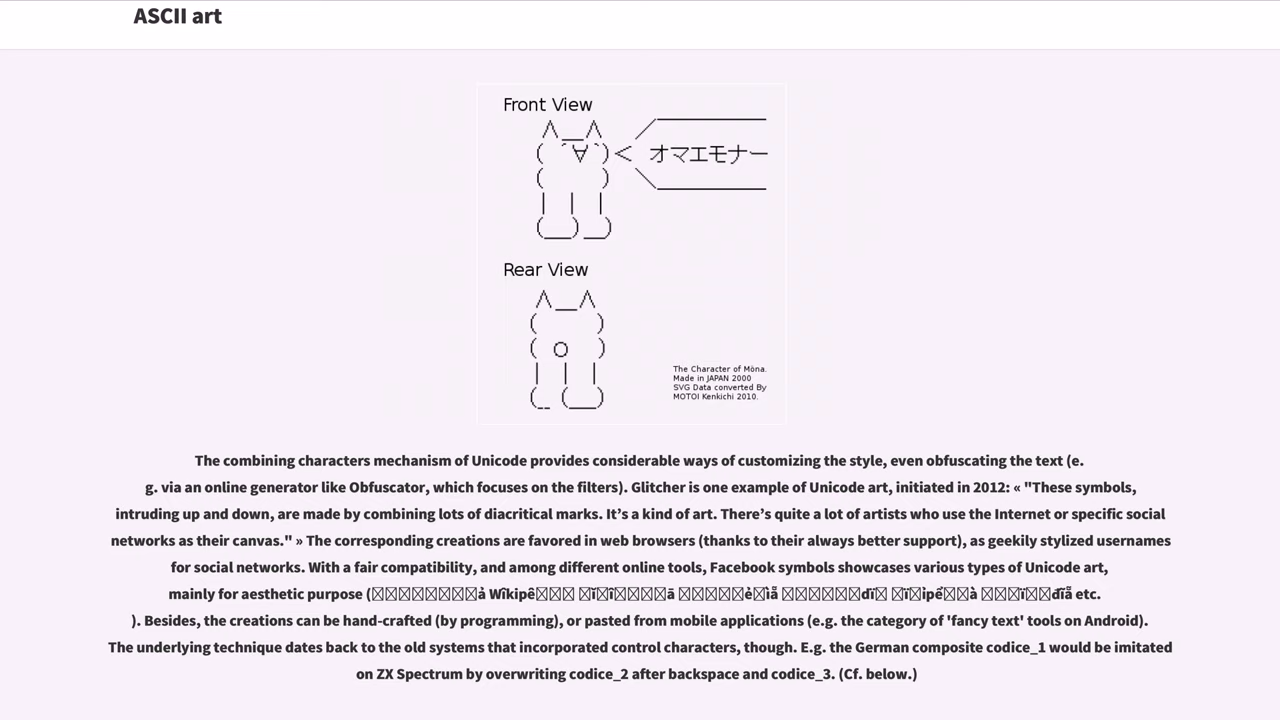 ASCII art
Front View
∧_∧
( ´∀`)< オマエモナー
( )
| | |
(__)_)
Rear View
∧_∧
( )
( ○ )
| | |
(_ (__)
The Character of Mòna.
Made in JAPAN 2000
SVG Data converted By
MOTOI Kenkichi 2010.
The combining characters mechanism of Unicode provides considerable ways of customizing the style, even obfuscating the text (e.
g. via an online generator like Obfuscator, which focuses on the filters). Glitcher is one example of Unicode art, initiated in 2012: « "These symbols,
intruding up and down, are made by combining lots of diacritical marks. It’s a kind of art. There’s quite a lot of artists who use the Internet or specific social
networks as their canvas." » The corresponding creations are favored in web browsers (thanks to their always better support), as geekily stylized usernames
for social networks. With a fair compatibility, and among different online tools, Facebook symbols showcases various types of Unicode art,
mainly for aesthetic purpose ( etc.
). Besides, the creations can be hand-crafted (by programming), or pasted from mobile applications (e.g. the category of 'fancy text' tools on Android).
The underlying technique dates back to the old systems that incorporated control characters, though. E.g. the German composite codice_1 would be imitated
on ZX Spectrum by overwriting codice_2 after backspace and codice_3. (Cf. below.)